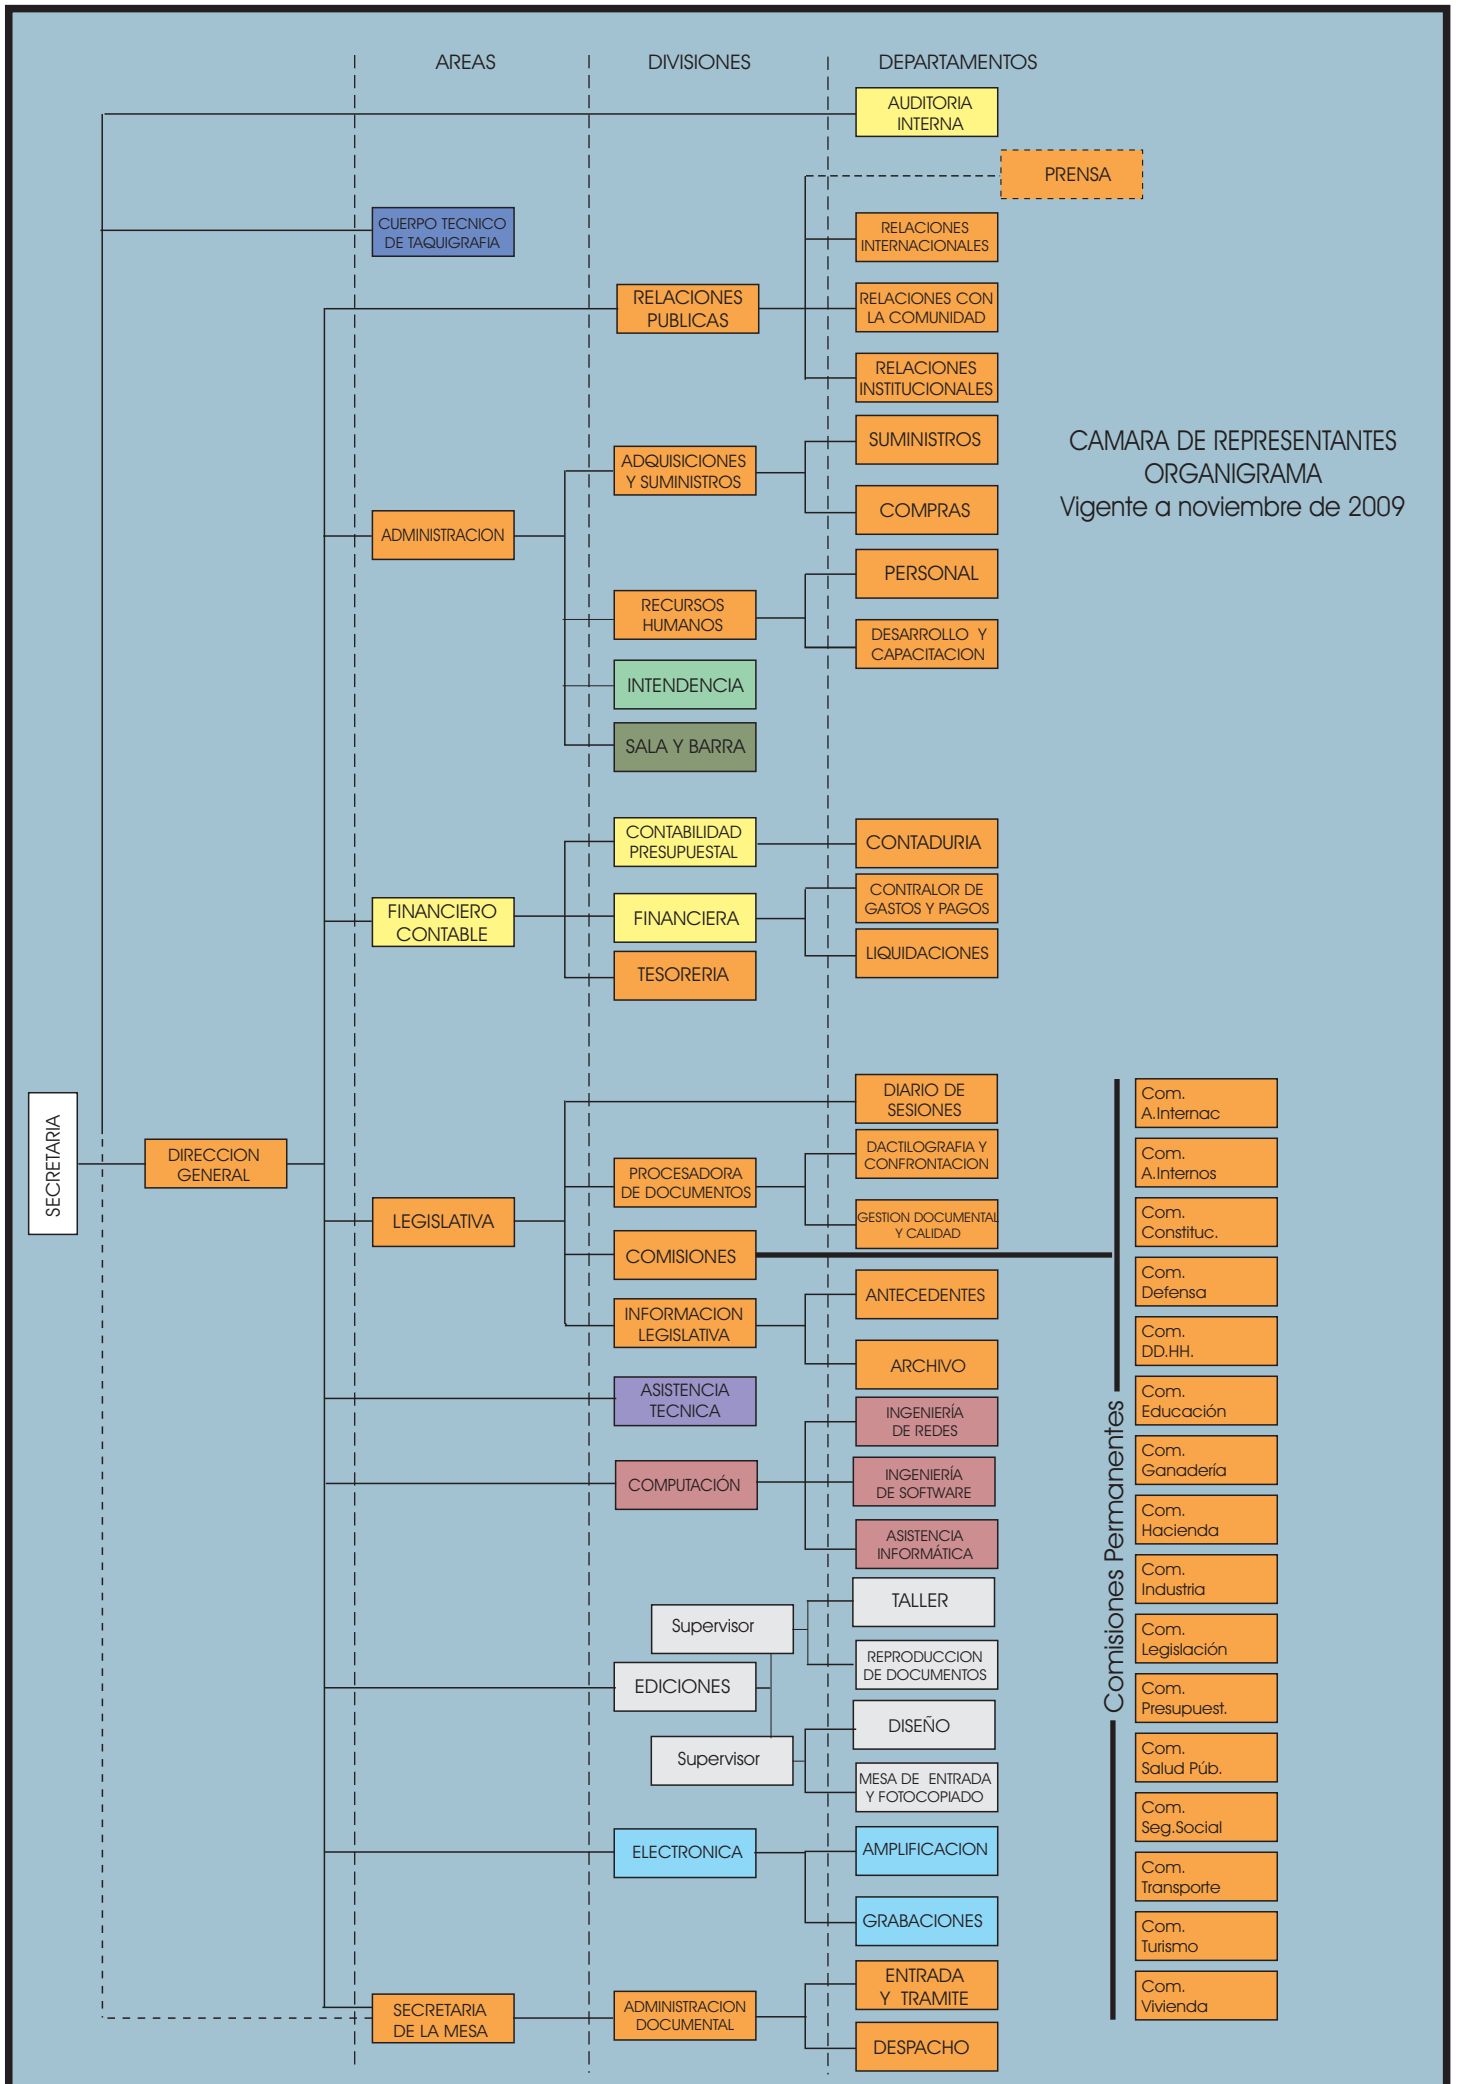 AREAS
DIVISIONES
DEPARTAMENTOS
AUDITORIA
INTERNA
PRENSA
CUERPO TECNICO
DE TAQUIGRAFIA
RELACIONES
INTERNACIONALES
RELACIONES
PUBLICAS
RELACIONES CON
LA COMUNIDAD
RELACIONES
INSTITUCIONALES
CAMARA DE REPRESENTANTES
ORGANIGRAMA
Vigente a noviembre de 2009
ADMINISTRACION
ADQUISICIONES
Y SUMINISTROS
SUMINISTROS
COMPRAS
RECURSOS
HUMANOS
PERSONAL
DESARROLLO Y
CAPACITACION
INTENDENCIA
SALA Y BARRA
FINANCIERO
CONTABLE
CONTABILIDAD
PRESUPUESTAL
CONTADURIA
FINANCIERA
CONTRALOR DE
GASTOS Y PAGOS
LIQUIDACIONES
TESORERIA
SECRETARIA
DIRECCION
GENERAL
LEGISLATIVA
DIARIO DE
SESIONES
PROCESADORA
DE DOCUMENTOS
DACTILOGRAFIA Y
CONFRONTACION
GESTION DOCUMENTAL
Y CALIDAD
COMISIONES
INFORMACION
LEGISLATIVA
ANTECEDENTES
ARCHIVO
ASISTENCIA
TECNICA
COMPUTACIÓN
INGENIERÍA
DE REDES
INGENIERÍA
DE SOFTWARE
ASISTENCIA
INFORMÁTICA
EDICIONES
Supervisor
TALLER
REPRODUCCION
DE DOCUMENTOS
Supervisor
DISEÑO
MESA DE ENTRADA
Y FOTOCOPIADO
ELECTRONICA
AMPLIFICACION
GRABACIONES
SECRETARIA
DE LA MESA
ADMINISTRACION
DOCUMENTAL
ENTRADA
Y TRAMITE
DESPACHO
Comisiones Permanentes
Com.
A.Internac
Com.
A.Internos
Com.
Constituc.
Com.
Defensa
Com.
DD.HH.
Com.
Educación
Com.
Ganadería
Com.
Hacienda
Com.
Industria
Com.
Legislación
Com.
Presupuest.
Com.
Salud Púb.
Com.
Seg.Social
Com.
Transporte
Com.
Turismo
Com.
Vivienda